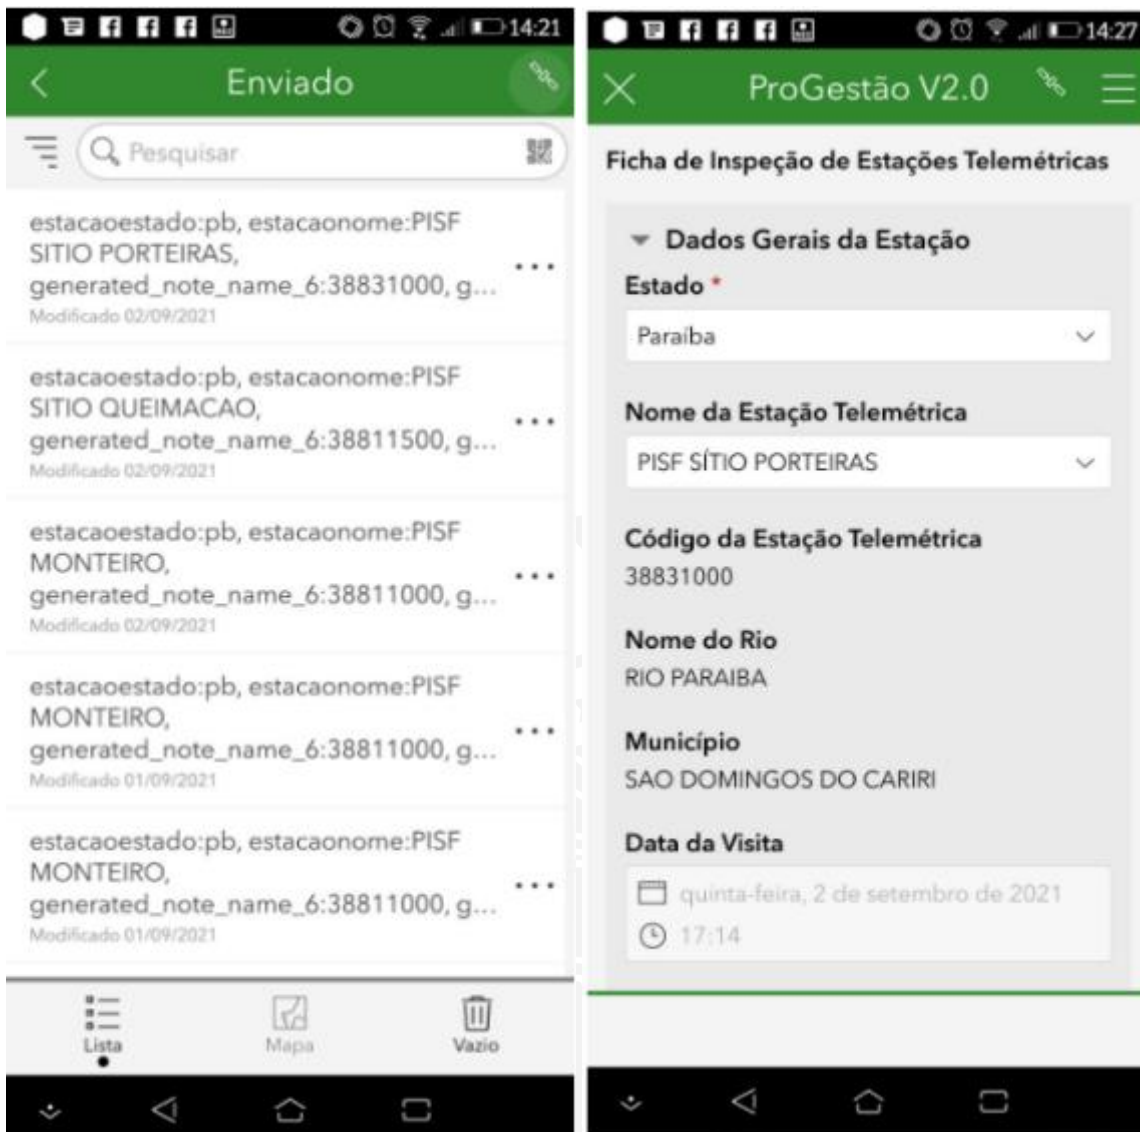 14:21
Enviado
Pesquisar
estacaoestado:pb, estacaonome:PISF
SITIO PORTEIRAS,
generated_note_name_6:38831000, g...
Modificado 02/09/2021
estacaoestado:pb, estacaonome:PISF
SITIO QUEIMACAO,
generated_note_name_6:38811500, g...
Modificado 02/09/2021
estacaoestado:pb, estacaonome:PISF
MONTEIRO,
generated_note_name_6:38811000, g...
Modificado 02/09/2021
estacaoestado:pb, estacaonome:PISF
MONTEIRO,
generated_note_name_6:38811000, g...
Modificado 01/09/2021
estacaoestado:pb, estacaonome:PISF
MONTEIRO,
generated_note_name_6:38811000, g...
Modificado 01/09/2021
Lista
Mapa
Vazio
14:27
ProGestão V2.0
Ficha de Inspeção de Estações Telemétricas
Dados Gerais da Estação
Estado *
Paraíba
Nome da Estação Telemétrica
PISF SÍTIO PORTEIRAS
Código da Estação Telemétrica
38831000
Nome do Rio
RIO PARAIBA
Município
SAO DOMINGOS DO CARIRI
Data da Visita
quinta-feira, 2 de setembro de 2021
17:14